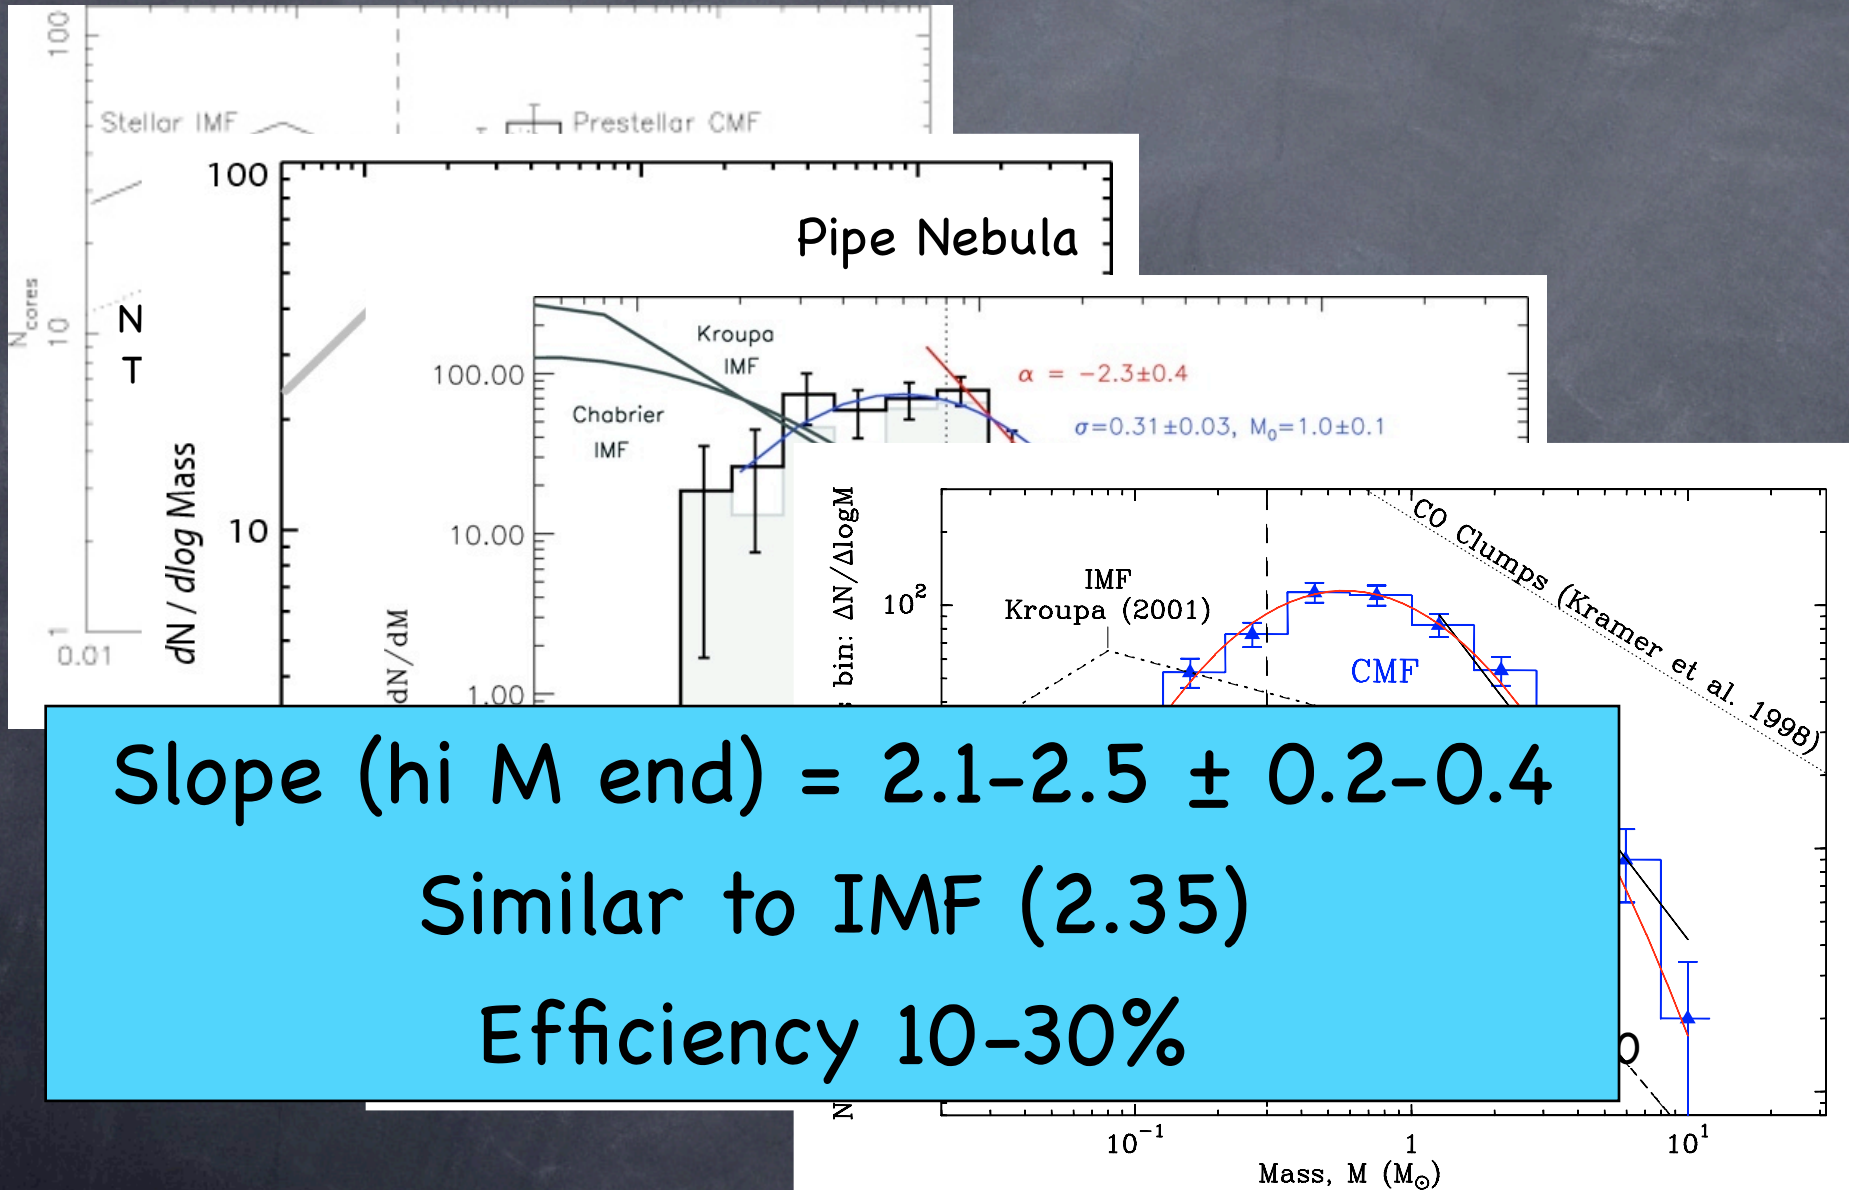 100
Stellar IMF
Prestellar CMF
N_cores
10
1
0.01
N
T
100
Pipe Nebula
dN / dlog Mass
10
Kroupa
IMF
Chabrier
IMF
α = −2.3±0.4
σ=0.31±0.03, M₀=1.0±0.1
100.00
10.00
1.00
dN/dM
bin: ΔN/ΔlogM
10²
IMF
Kroupa (2001)
CMF
CO Clumps (Kramer et al. 1998)
Slope (hi M end) = 2.1-2.5 ± 0.2-0.4
Similar to IMF (2.35)
Efficiency 10-30%
N
10⁻¹
1
10¹
Mass, M (M☉)